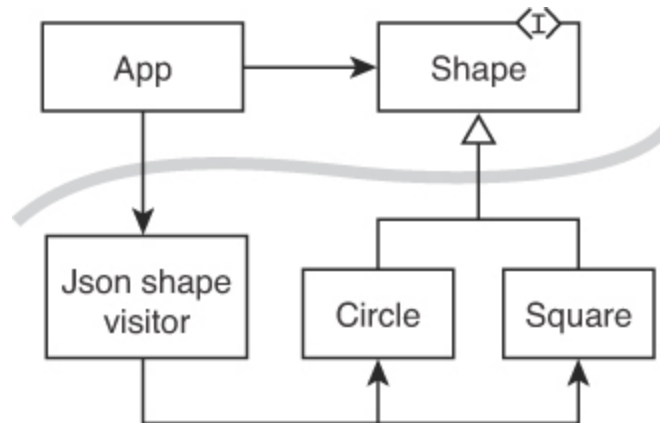 App
Shape
<I>
Json shape
visitor
Circle
Square